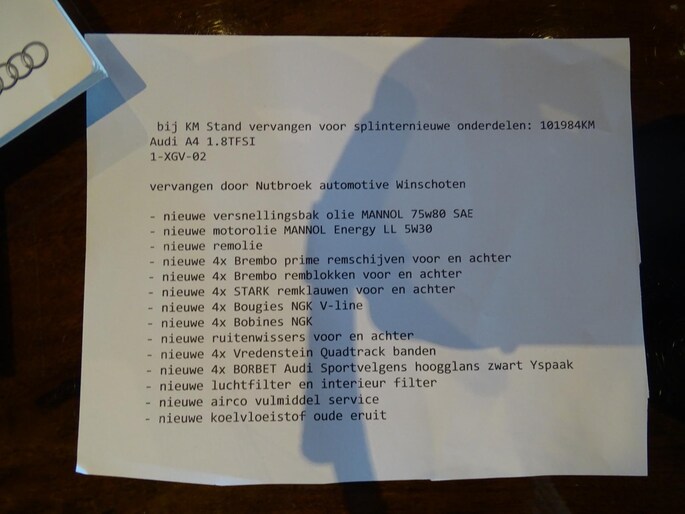 bij KM Stand vervangen voor splinternieuwe onderdelen: 101984KM
Audi A4 1.8TFSI
1-XGV-02
vervangen door Nutbroek automotive Winschoten
- nieuwe versnellingsbak olie MANNOL 75w80 SAE
- nieuwe motorolie MANNOL Energy LL 5W30
- nieuwe remolie
- nieuwe 4x Brembo prime remschijven voor en achter
- nieuwe 4x Brembo remblokken voor en achter
- nieuwe 4x STARK remklauwen voor en achter
- nieuwe 4x Bougies NGK V-line
- nieuwe 4x Bobines NGK
- nieuwe ruitenwissers voor en achter
- nieuwe 4x Vredenstein Quadtrack banden
- nieuwe 4x BORBET Audi Sportvelgens hoogglans zwart Yspaak
- nieuwe luchtfilter en interieur filter
- nieuwe airco vulmiddel service
- nieuwe koelvloeistof oude eruit